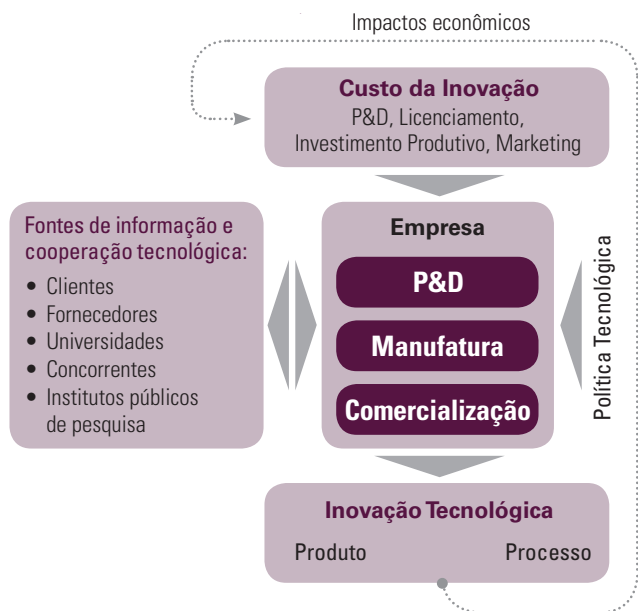 Impactos econômicos
Custo da Inovação
P&D, Licenciamento,
Investimento Produtivo, Marketing
Fontes de informação e
cooperação tecnológica:
• Clientes
• Fornecedores
• Universidades
• Concorrentes
• Institutos públicos
de pesquisa
Empresa
P&D
Manufatura
Comercialização
Política Tecnológica
Inovação Tecnológica
Produto Processo